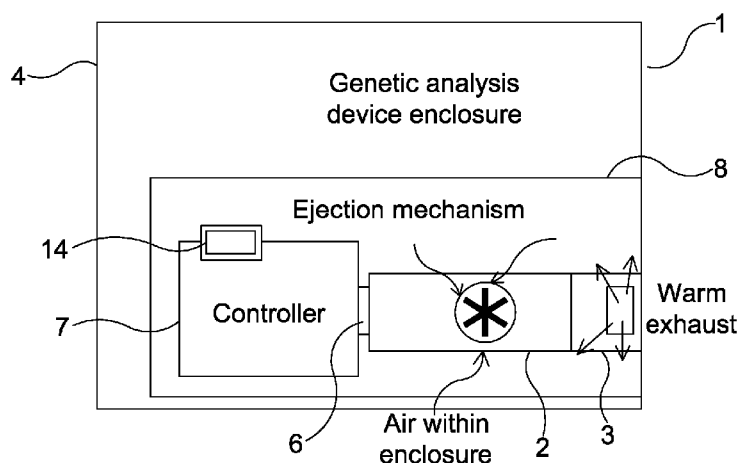 1
4
Genetic analysis
device enclosure
8
Ejection mechanism
14
Controller
Warm
exhaust
7
6
Air within
enclosure
2
3